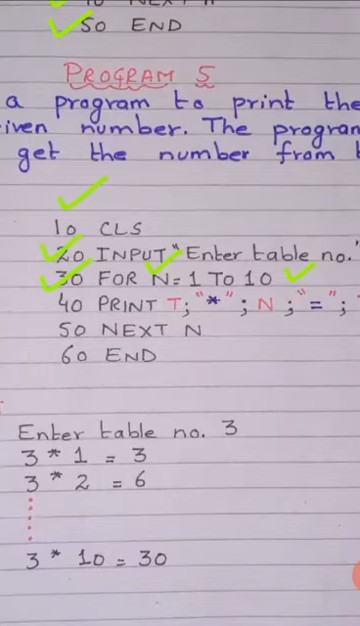 10 NEXT N
50 END
PROGRAM 5
a program to print the
given number. The program
get the number from
10 CLS
20 INPUT "Enter table no.
30 FOR N=1 TO 10
40 PRINT T; "*"; N ; "=";
50 NEXT N
60 END
Enter table no. 3
3 * 1 = 3
3 * 2 = 6
3 * 10 = 30